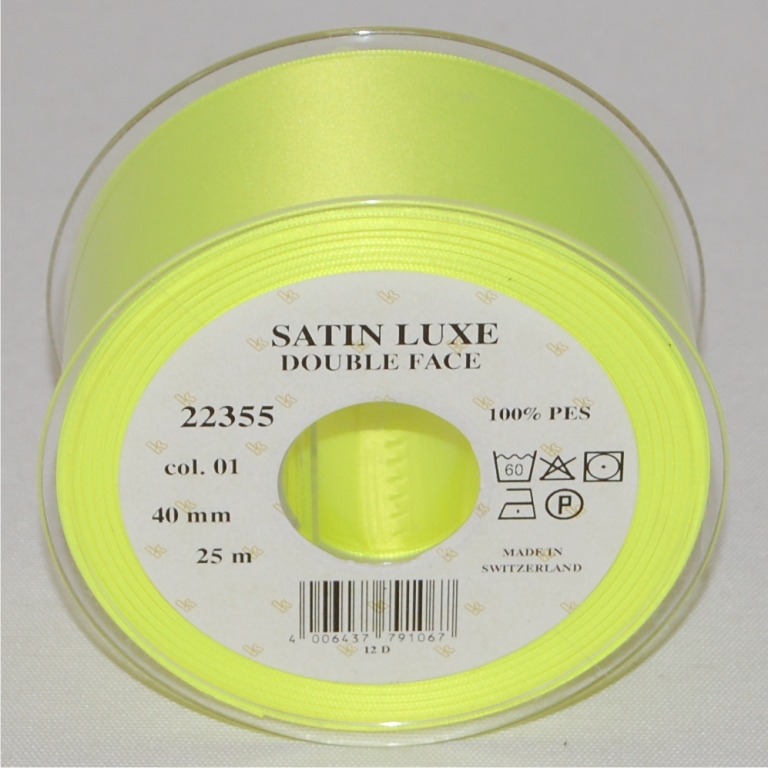 SATIN LUXE
DOUBLE FACE
22355
col. 01
40 mm
25 m
100% PES
60
P
MADE IN
SWITZERLAND
4 006437 791067
12 D